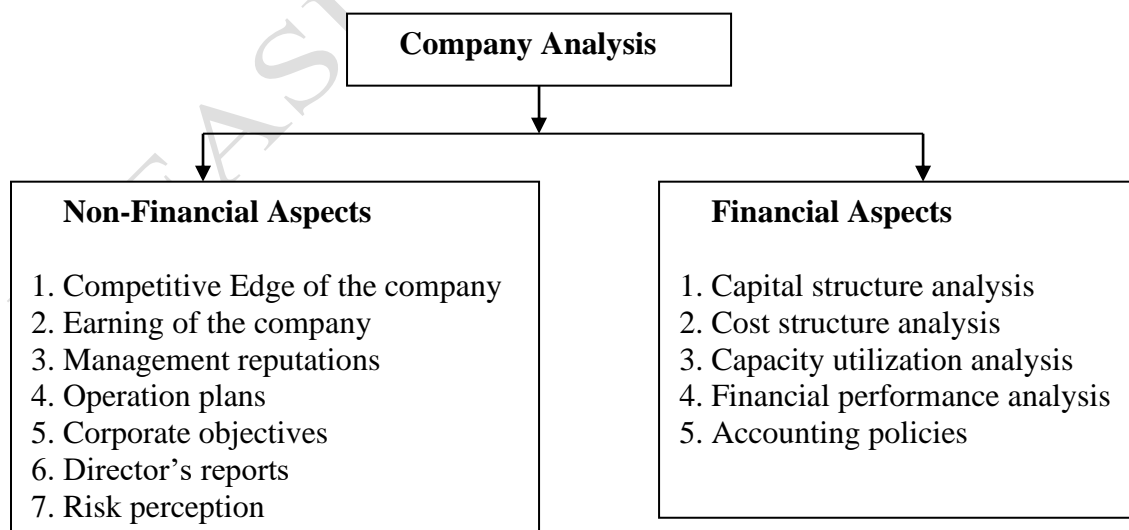 Company Analysis
Non-Financial Aspects
1. Competitive Edge of the company
2. Earning of the company
3. Management reputations
4. Operation plans
5. Corporate objectives
6. Director’s reports
7. Risk perception
Financial Aspects
1. Capital structure analysis
2. Cost structure analysis
3. Capacity utilization analysis
4. Financial performance analysis
5. Accounting policies